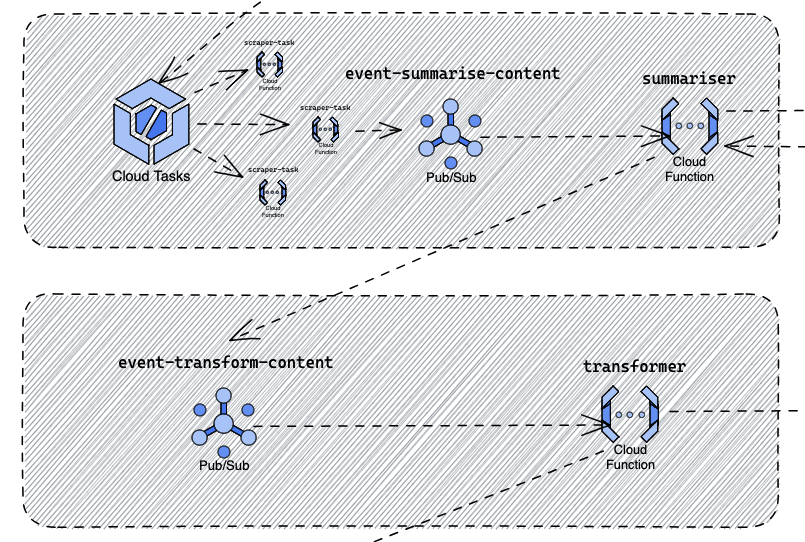 scraper-task
Cloud
Function
event-summarise-content
summariser
scraper-task
Cloud
Function
Cloud Tasks
Pub/Sub
Cloud
Function
scraper-task
Cloud
Function
event-transform-content
transformer
Pub/Sub
Cloud
Function